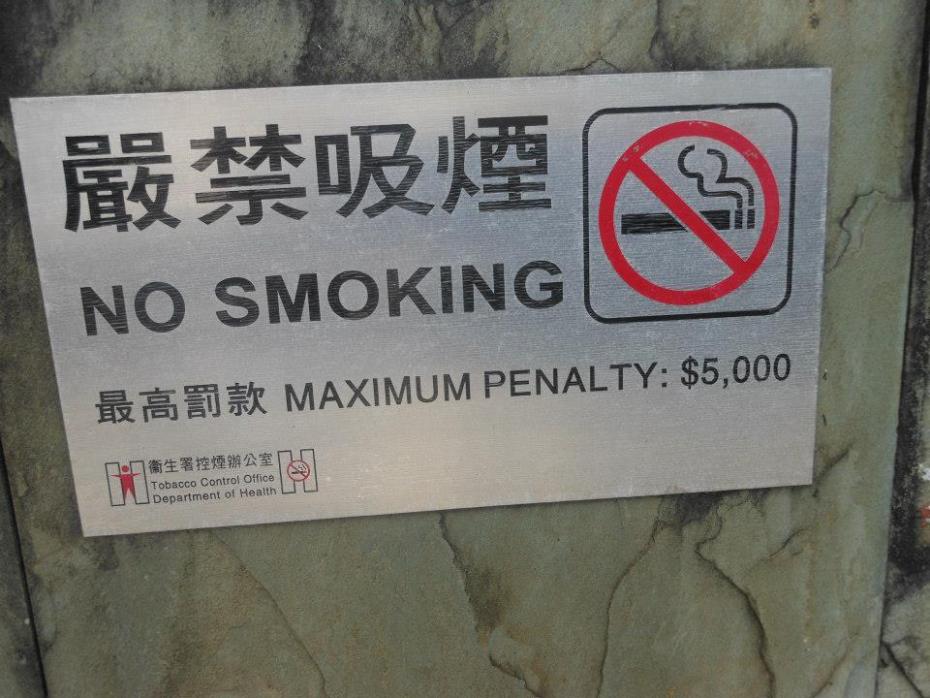 嚴禁吸煙
NO SMOKING
最高罰款 MAXIMUM PENALTY: $5,000
衞生署控煙辦公室
Tobacco Control Office
Department of Health